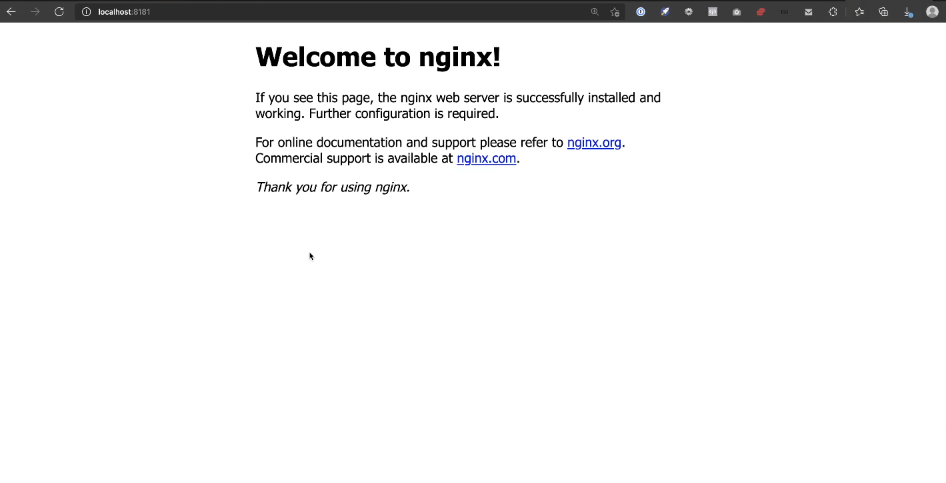 localhost:8181
Welcome to nginx!
If you see this page, the nginx web server is successfully installed and
working. Further configuration is required.
For online documentation and support please refer to nginx.org.
Commercial support is available at nginx.com.
Thank you for using nginx.